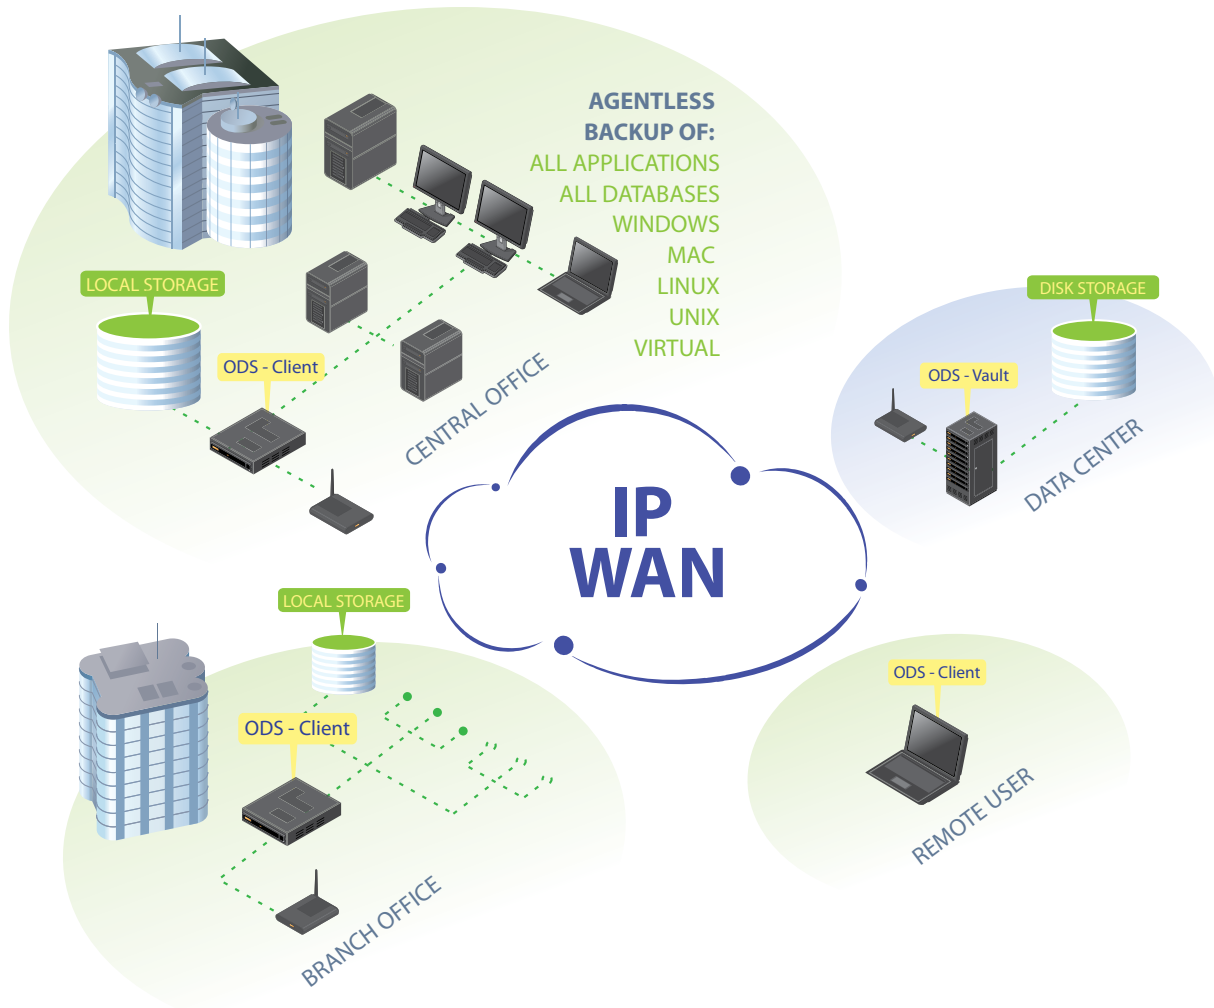 AGENTLESS
BACKUP OF:
ALL APPLICATIONS
ALL DATABASES
WINDOWS
MAC
LINUX
UNIX
VIRTUAL
LOCAL STORAGE
ODS - Client
CENTRAL OFFICE
DISK STORAGE
ODS - Vault
DATA CENTER
IP
WAN
LOCAL STORAGE
ODS - Client
BRANCH OFFICE
ODS - Client
REMOTE USER